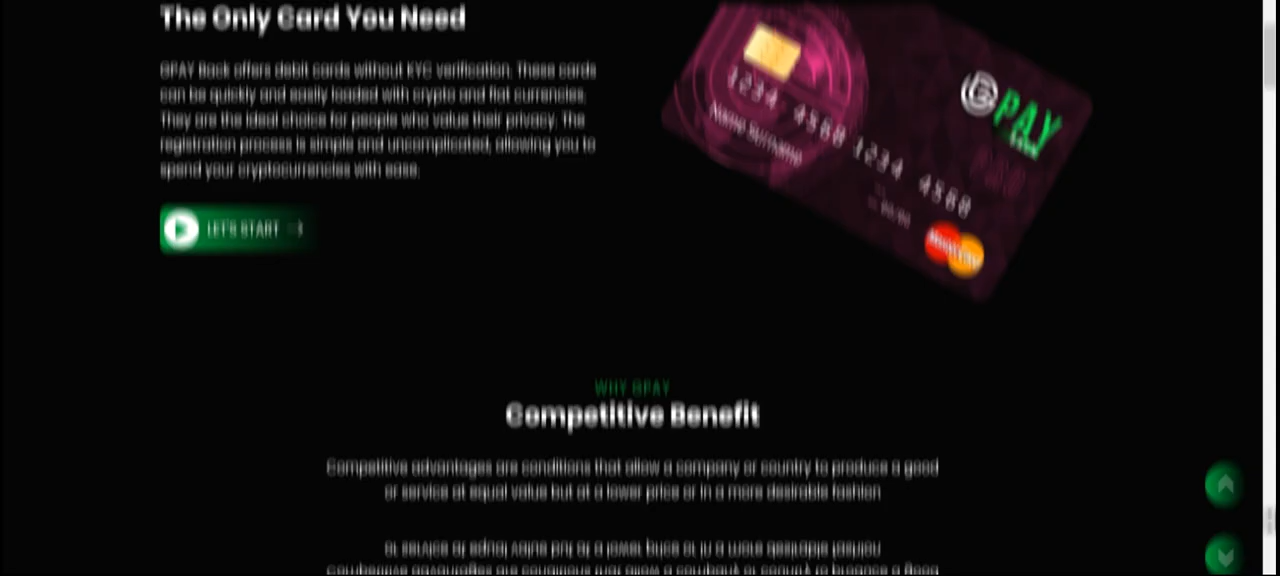 The Only Card You Need
GPAY Back offers debit cards without KYC verification. These cards
can be quickly and easily loaded with crypto and fiat currencies.
They are the ideal choice for people who value their privacy. The
registration process is simple and uncomplicated, allowing you to
spend your cryptocurrencies with ease.
LET'S START
1234 4560 1234 4560
Name Surname
PAY
WHY GPAY
Competitive Benefit
Competitive advantages are conditions that allow a company or country to produce a good
or service of equal value but at a lower price or in a more desirable fashion